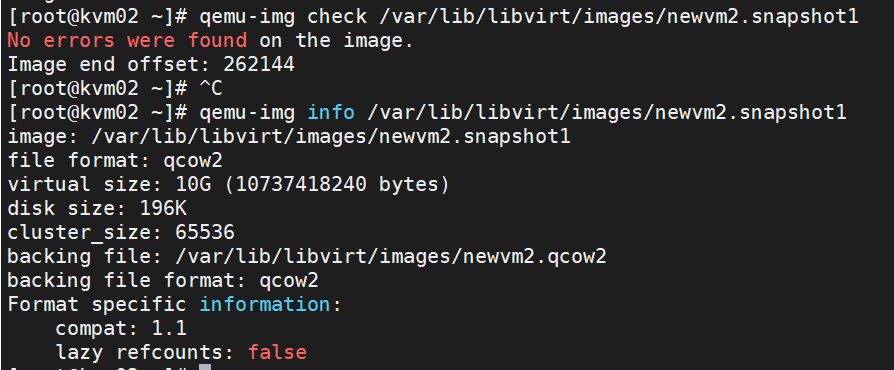 [root@kvm02 ~]# qemu-img check /var/lib/libvirt/images/newvm2.snapshot1
No errors were found on the image.
Image end offset: 262144
[root@kvm02 ~]# ^C
[root@kvm02 ~]# qemu-img info /var/lib/libvirt/images/newvm2.snapshot1
image: /var/lib/libvirt/images/newvm2.snapshot1
file format: qcow2
virtual size: 10G (10737418240 bytes)
disk size: 196K
cluster_size: 65536
backing file: /var/lib/libvirt/images/newvm2.qcow2
backing file format: qcow2
Format specific information:
    compat: 1.1
    lazy refcounts: false